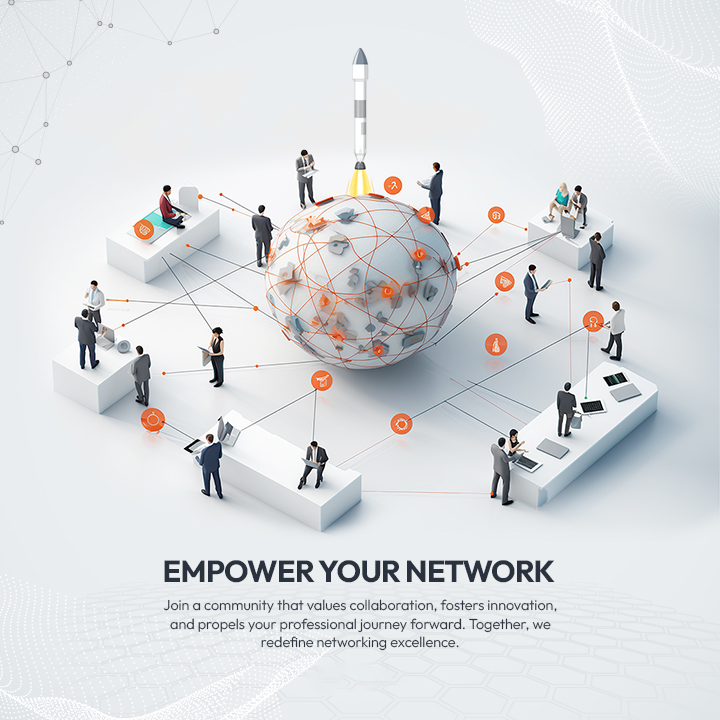 EMPOWER YOUR NETWORK
Join a community that values collaboration, fosters innovation,
and propels your professional journey forward. Together, we
redefine networking excellence.